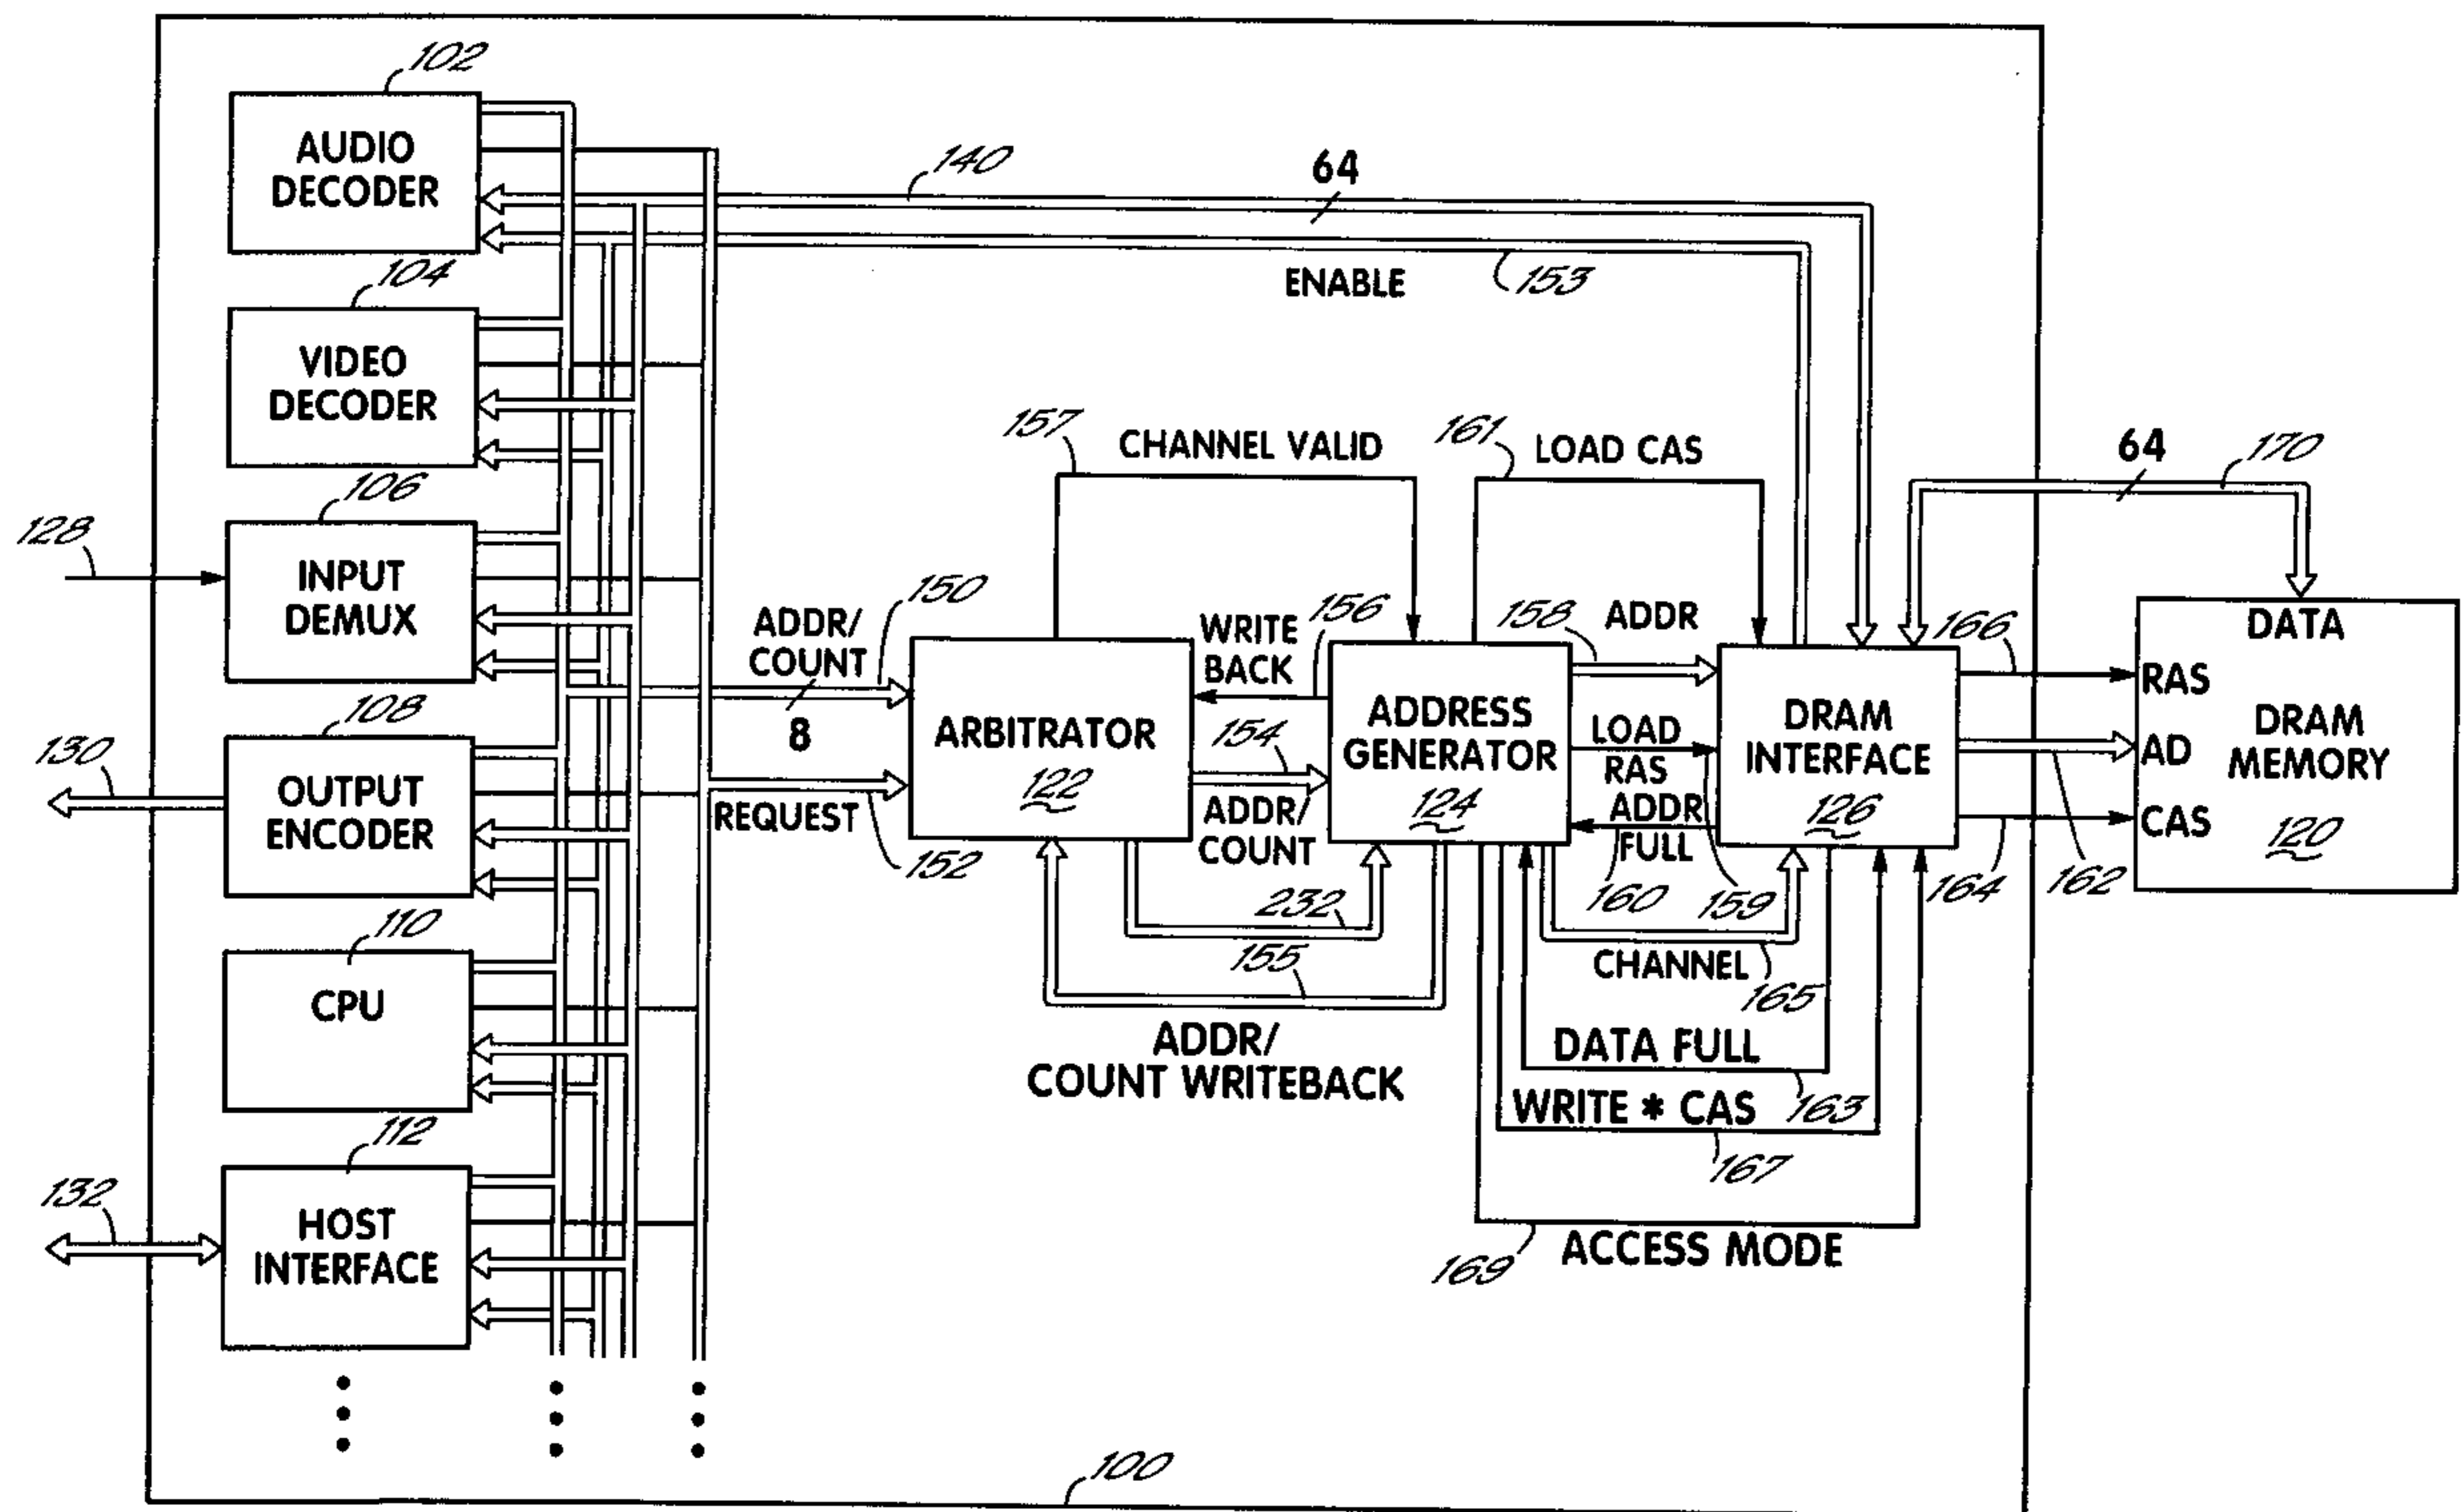 102
AUDIO
DECODER
140
64
ENABLE
153
104
VIDEO
DECODER
157
CHANNEL VALID
161
LOAD CAS
64
170
106
128
INPUT
DEMUX
ADDR/
COUNT
8
150
REQUEST
152
ARBITRATOR
122
WRITE
BACK
156
154
ADDR/
COUNT
ADDRESS
GENERATOR
124
158
ADDR
LOAD
RAS
ADDR
FULL
160
159
DRAM
INTERFACE
126
166
164
162
DATA
RAS
AD
CAS
DRAM
MEMORY
120
108
130
OUTPUT
ENCODER
232
155
ADDR/
COUNT WRITEBACK
CHANNEL
165
DATA FULL
163
WRITE * CAS
167
169
ACCESS MODE
110
CPU
112
132
HOST
INTERFACE
100